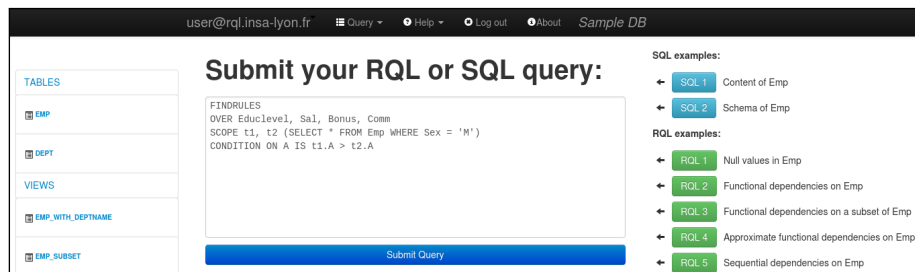 user@rql.insa-lyon.fr Query Help Log out About Sample DB
TABLES
EMP
DEPT
VIEWS
EMP_WITH_DEPTNAME
EMP_SUBSET
Submit your RQL or SQL query:
FINDRULES
OVER Educlevel, Sal, Bonus, Comm
SCOPE t1, t2 (SELECT * FROM Emp WHERE Sex = 'M')
CONDITION ON A IS t1.A > t2.A
Submit Query
SQL examples:
SQL 1 Content of Emp
SQL 2 Schema of Emp
RQL examples:
RQL 1 Null values in Emp
RQL 2 Functional dependencies on Emp
RQL 3 Functional dependencies on a subset of Emp
RQL 4 Approximate functional dependencies on Emp
RQL 5 Sequential dependencies on Emp